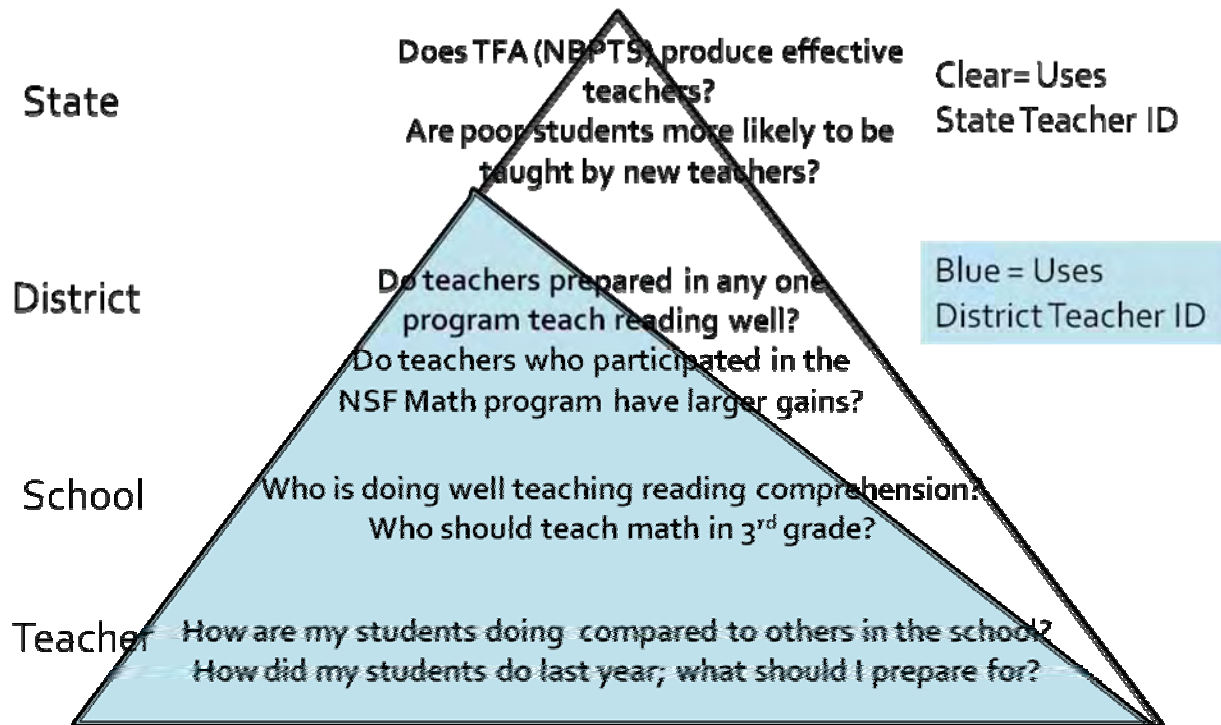 State
Does TFA (NBPTS) produce effective
teachers?
Are poor students more likely to be
taught by new teachers?
Clear= Uses
State Teacher ID
District
Do teachers prepared in any one
program teach reading well?
Do teachers who participated in the
NSF Math program have larger gains?
Blue = Uses
District Teacher ID
School
Who is doing well teaching reading comprehension?
Who should teach math in 3rd grade?
Teacher
How are my students doing compared to others in the school?
How did my students do last year; what should I prepare for?